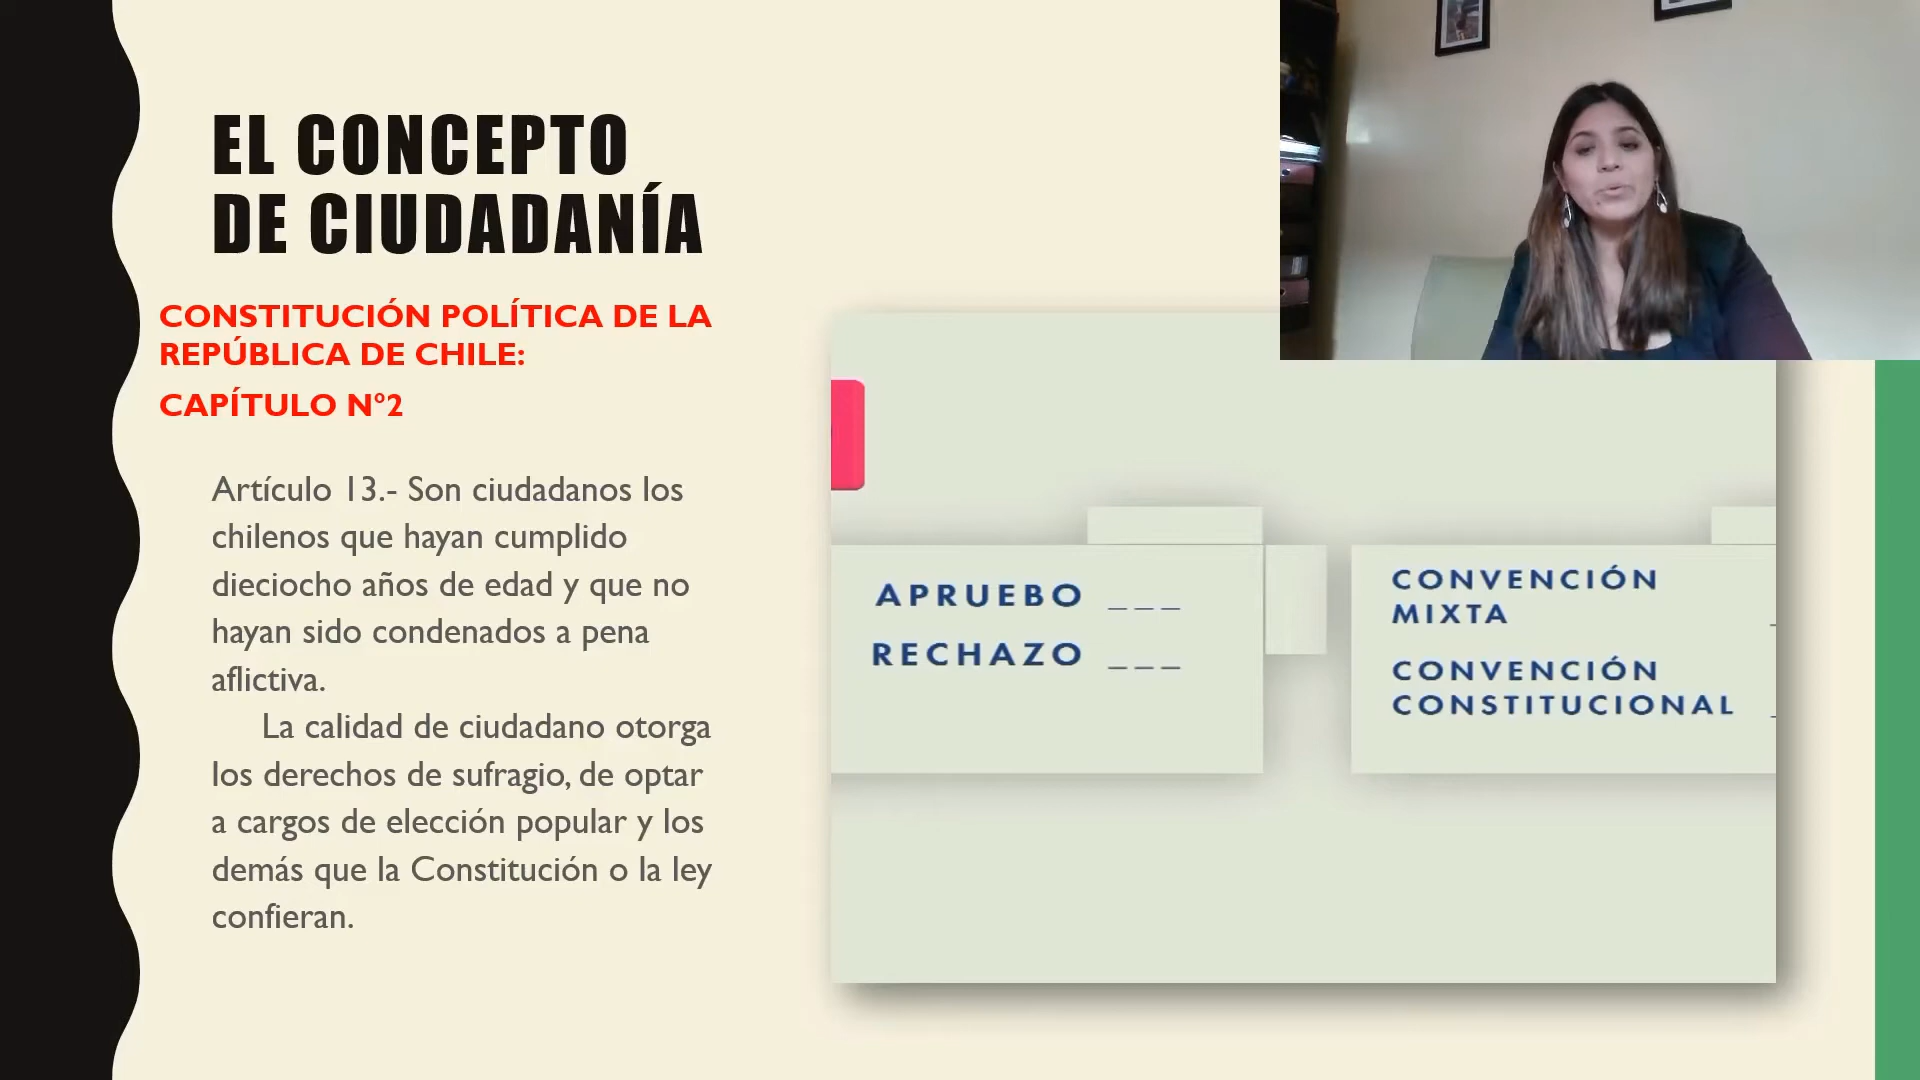 EL CONCEPTO
DE CIUDADANÍA
CONSTITUCIÓN POLÍTICA DE LA
REPÚBLICA DE CHILE:
CAPÍTULO N°2
Artículo 13.- Son ciudadanos los
chilenos que hayan cumplido
dieciocho años de edad y que no
hayan sido condenados a pena
aflictiva.
La calidad de ciudadano otorga
los derechos de sufragio, de optar
a cargos de elección popular y los
demás que la Constitución o la ley
confieran.
APRUEBO _ _ _
RECHAZO _ _ _
CONVENCIÓN
MIXTA
CONVENCIÓN
CONSTITUCIONAL